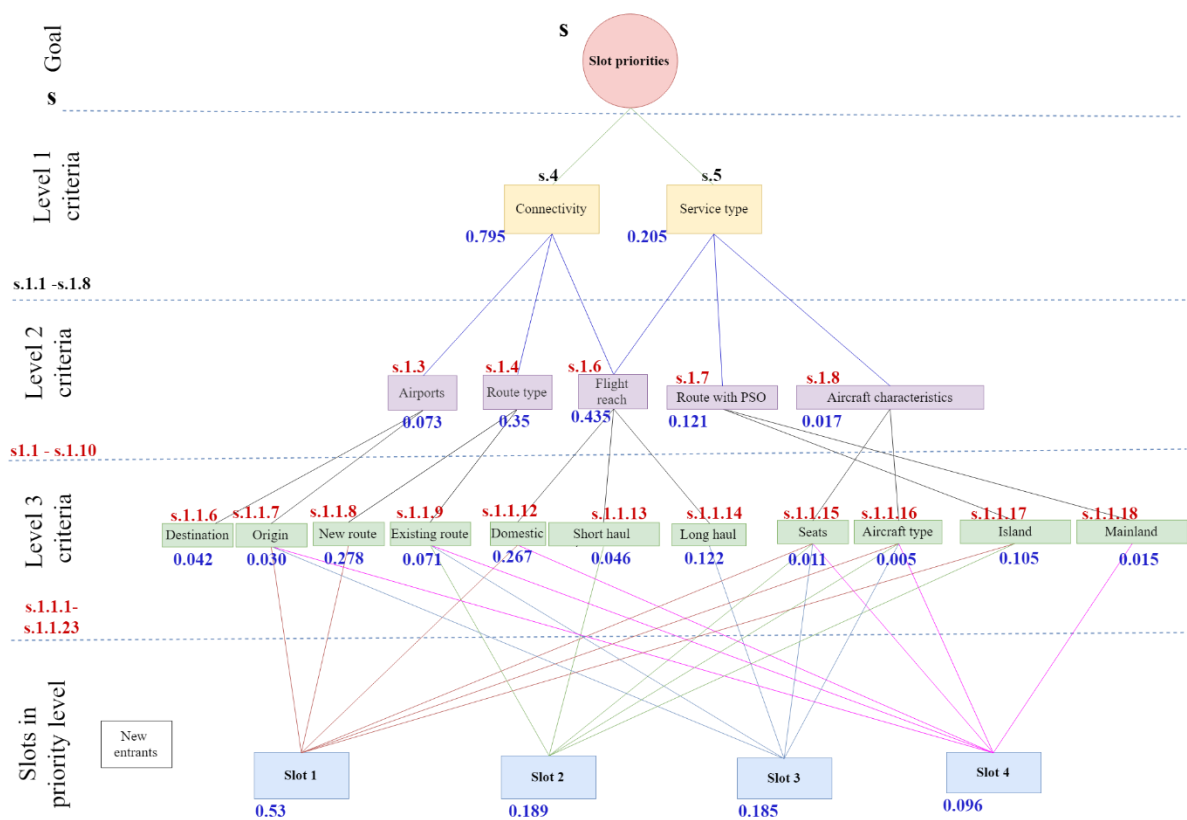 Goal
s
s
Slot priorities
Level 1
criteria
s.4
s.5
Connectivity
Service type
0.795
0.205
s.1.1 -s.1.8
Level 2
criteria
s.1.3
s.1.4
s.1.6
s.1.7
s.1.8
Airports
Route type
Flight
reach
Route with PSO
Aircraft characteristics
0.073
0.35
0.435
0.121
0.017
s1.1 - s.1.10
Level 3
criteria
s.1.1.6
s.1.1.7
s.1.1.8
s.1.1.9
s.1.1.12
s.1.1.13
s.1.1.14
s.1.1.15
s.1.1.16
s.1.1.17
s.1.1.18
Destination
Origin
New route
Existing route
Domestic
Short haul
Long haul
Seats
Aircraft type
Island
Mainland
0.042
0.030
0.278
0.071
0.267
0.046
0.122
0.011
0.005
0.105
0.015
s.1.1.1-
s.1.1.23
Slots in
priority level
New
entrants
Slot 1
Slot 2
Slot 3
Slot 4
0.53
0.189
0.185
0.096